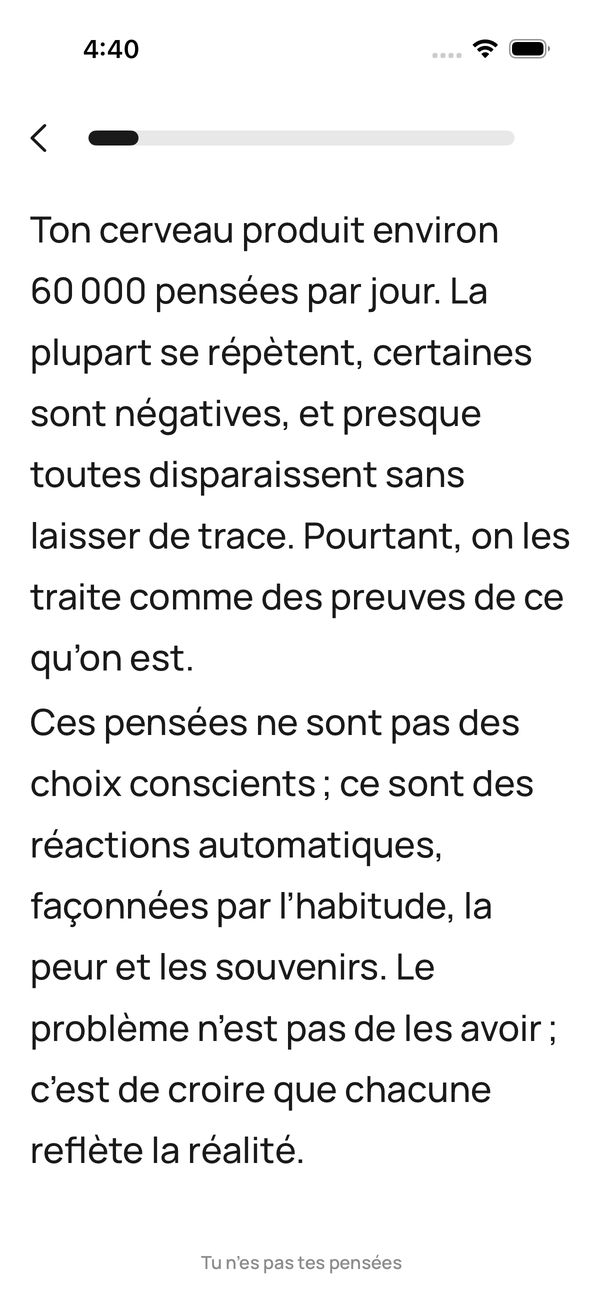 4:40
Ton cerveau produit environ
60 000 pensées par jour. La
plupart se répètent, certaines
sont négatives, et presque
toutes disparaissent sans
laisser de trace. Pourtant, on les
traite comme des preuves de ce
qu’on est.
Ces pensées ne sont pas des
choix conscients ; ce sont des
réactions automatiques,
façonnées par l’habitude, la
peur et les souvenirs. Le
problème n’est pas de les avoir ;
c’est de croire que chacune
reflète la réalité.
Tu n’es pas tes pensées